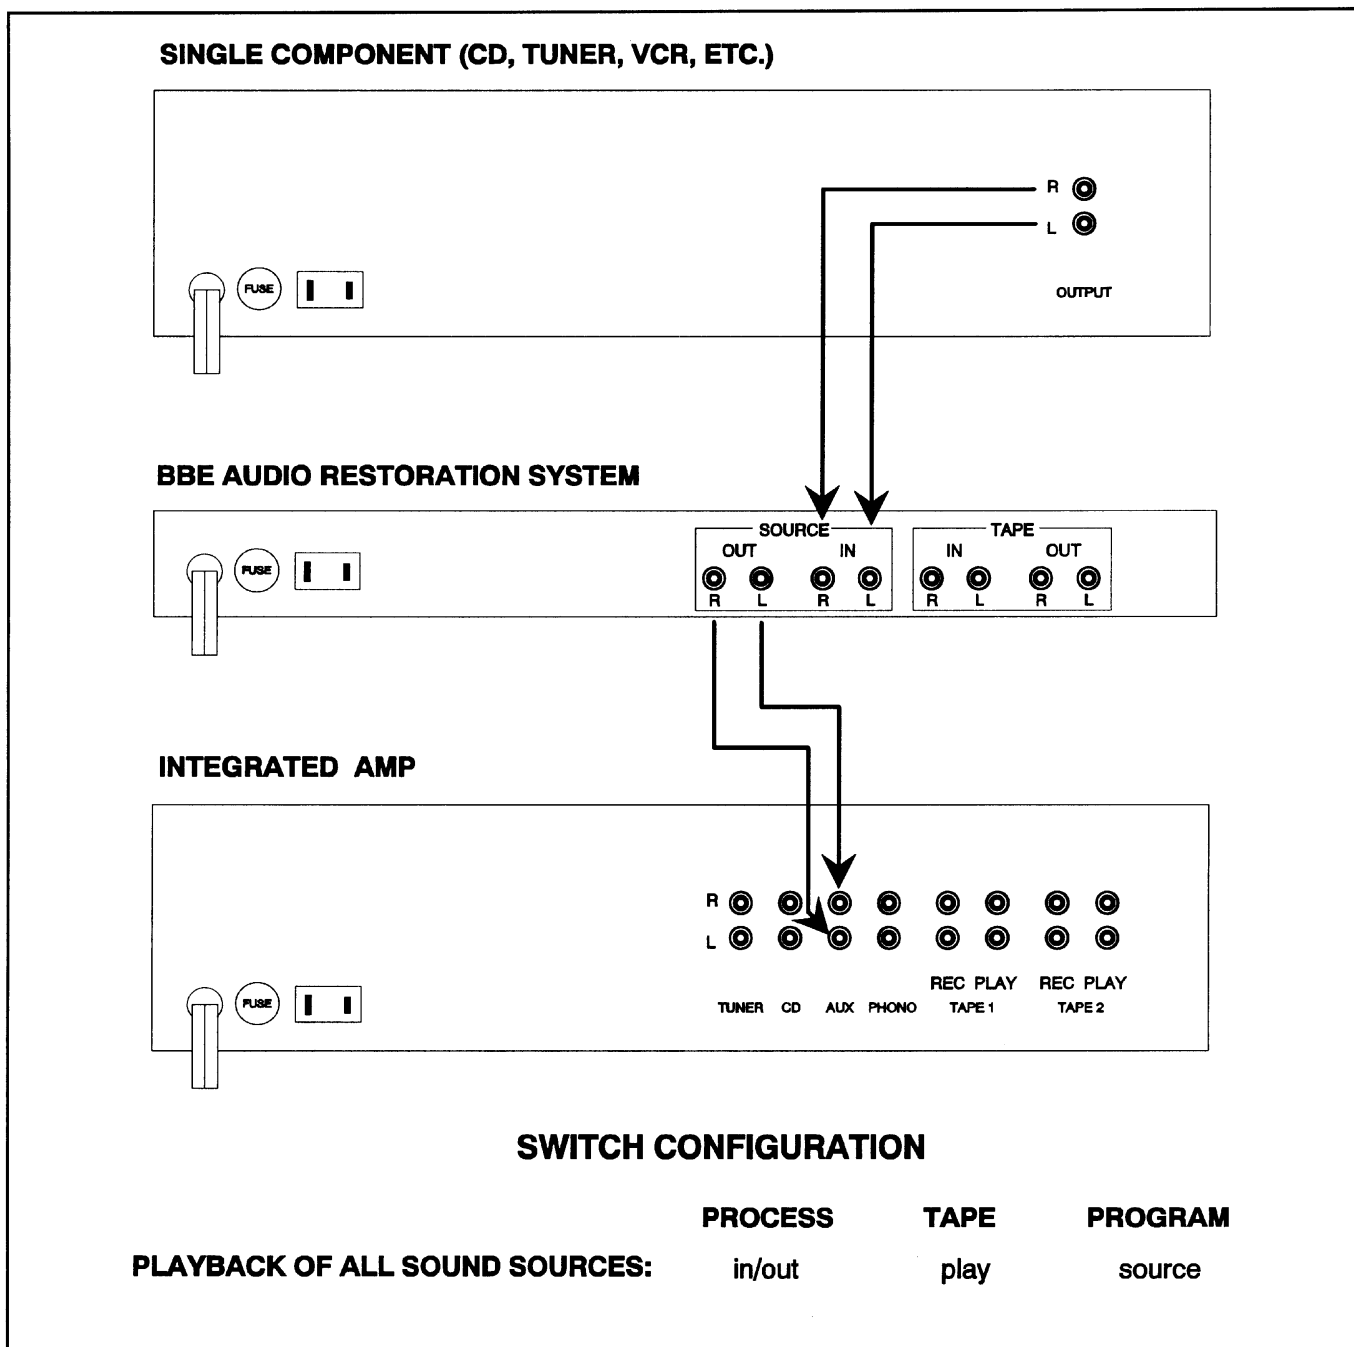 SINGLE COMPONENT (CD, TUNER, VCR, ETC.)
R
L
FUSE
OUTPUT
BBE AUDIO RESTORATION SYSTEM
SOURCE TAPE
OUT IN IN OUT
FUSE
R L R L R L R L
INTEGRATED AMP
R
L
REC PLAY REC PLAY
FUSE
TUNER CD AUX PHONO TAPE 1 TAPE 2
SWITCH CONFIGURATION
PROCESS TAPE PROGRAM
PLAYBACK OF ALL SOUND SOURCES: in/out play source